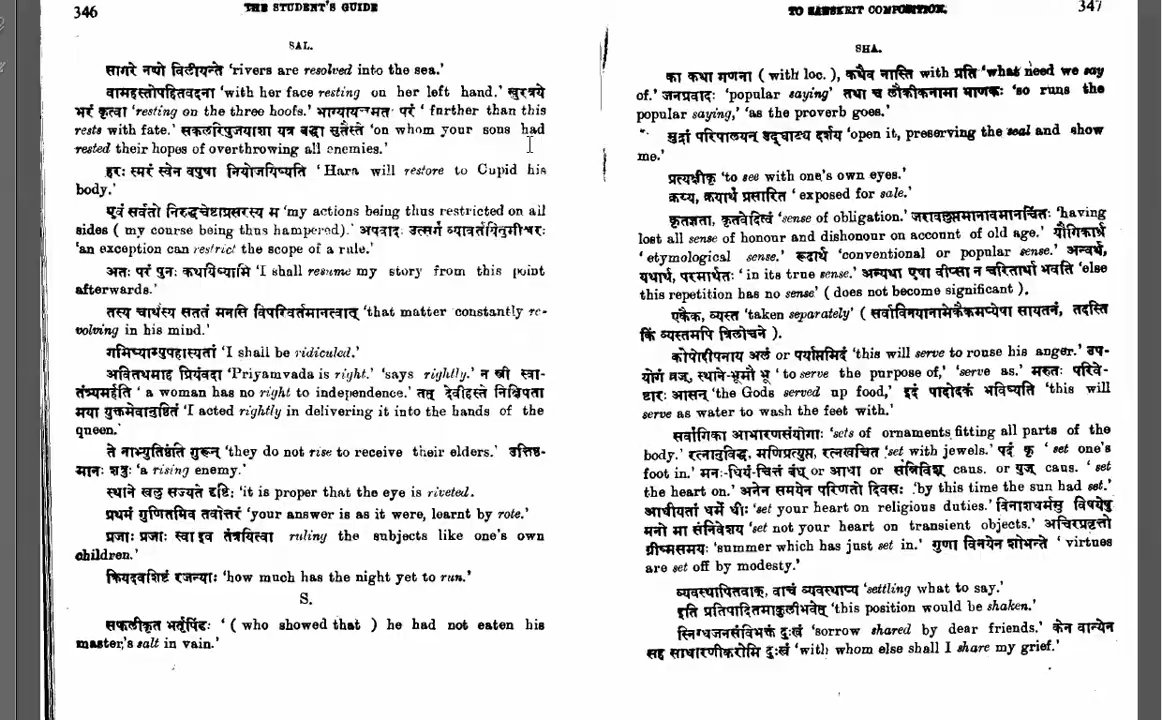 346
THE STUDENT'S GUIDE
SAL.
सागरे नद्यो विलीयन्ते 'rivers are resolved into the sea.'
वामहस्तोपहितवदना 'with her face resting on her left hand.' खुरत्रये
भरं कृत्वा 'resting on the three hoofs.' भाग्यायत्तमतः परं ' further than this
rests with fate.' सकलरिपुजयाशा यत्र बद्धा सुतैस्ते 'on whom your sons had
rested their hopes of overthrowing all enemies.'
हरः स्मरं स्वेन वपुषा नियोजयिष्यति 'Hara will restore to Cupid his
body.'
एवं सर्वतो निरुद्धचेष्टाप्रसरस्य म 'my actions being thus restricted on all
sides ( my course being thus hampered).' अपवादः उत्सर्गं व्यावर्तयितुमीश्वरः
'an exception can restrict the scope of a rule.'
अतः परं पुनः कथयिष्यामि 'I shall resume my story from this point
afterwards.'
तस्य चार्थस्य सततं मनसि विपरिवर्तमानत्वात् 'that matter constantly re-
volving in his mind.'
गमिष्याम्युपहास्यतां 'I shall be ridiculed.'
अवितथमाह प्रियंवदा 'Priyamvada is right.' 'says rightly.' न स्त्री स्वा-
तंत्र्यमर्हति ' a woman has no right to independence.' तत् देवीहस्ते निक्षिपता
मया युक्तमेवानुष्ठितं 'I acted rightly in delivering it into the hands of the
queen.'
ते नाभ्युत्तिष्ठंति गुरून् 'they do not rise to receive their elders.' उत्तिष्ठ-
मानः शत्रुः 'a rising enemy.'
स्थाने खलु सज्यते दृष्टिः 'it is proper that the eye is riveted.
प्रथमं गुणितमिव तवोत्तरं 'your answer is as it were, learnt by rote.'
प्रजाः प्रजाः स्वा इव तंत्रयित्वा ruling the subjects like one's own
children.'
कियदवशिष्टं रजन्याः 'how much has the night yet to run.'
S.
सफलीकृत भर्तृपिंडः ' ( who showed that ) he had not eaten his
master's salt in vain.'
TO SANSKRIT COMPOSITION.
347
SHA.
का कथा गणना ( with loc. ), कथैव नास्ति with प्रति 'what need we say
of.' जनप्रवादः 'popular saying' तथा च लौकीकनामा भाणकः 'so runs the
popular saying,' 'as the proverb goes.'
मुद्रां परिपालयन् उद्घाट्य दर्शय 'open it, preserving the seal and show
me.'
प्रत्यक्षीकृ 'to see with one's own eyes.'
क्रय्य, क्रयार्थं प्रसारित ' exposed for sale.'
कृतज्ञता, कृतवेदित्वं 'sense of obligation.' जरावलुप्तमानावमानचित्तः 'having
lost all sense of honour and dishonour on account of old age.' यौगिकार्थ
' etymological sense.' रूढार्थ 'conventional or popular sense.' अन्वर्थ,
यथार्थ, परमार्थतः ' in its true sense.' अन्यथा एषा वीप्सा न चरितार्था भवति 'else
this repetition has no sense' ( does not become significant ).
एकैक, व्यस्त 'taken separately' ( सर्वाविनयानामेकैकमप्येषा सायतनं, तदस्ति
किं व्यस्तमपि त्रिलोचने ).
कोपोद्दीपनाय अलं or पर्याप्तमिदं 'this will serve to rouse his anger.' उप-
योगं व्रज्, स्थाने-भूमौ भू ' to serve the purpose of,' 'serve as.' मरुतः परिवे-
ष्टारः आसन् 'the Gods served up food,' इदं पादोदकं भविष्यति 'this will
serve as water to wash the feet with.'
सर्वांगिका आभारणसंयोगाः 'sets of ornaments fitting all parts of the
body.' रत्नानुविद्ध, मणिप्रत्युप्त, रत्नखचित 'set with jewels.' पदं कृ ' set one's
foot in.' मनः-धियं-चित्तं बंध् or आधा or संनिविश् caus. or युज् caus. ' set
the heart on.' अनेन समयेन परिणतो दिवसः 'by this time the sun had set.'
आधीयतां धर्मे धीः 'set your heart on religious duties.' विनाशधर्मसु विषयेषु
मनो मा संनिवेशय 'set not your heart on transient objects.' अचिरप्रवृत्तो
ग्रीष्मसमयः 'summer which has just set in.' गुणा विनयेन शोभन्ते ' virtues
are set off by modesty.'
व्यवस्थापितवाक्, वाचं व्यवस्थाप्य 'settling what to say.'
इति प्रतिपादितमाकुलीभवेत् 'this position would be shaken.'
स्निग्धजनसंविभक्तं दुःखं 'sorrow shared by dear friends.' केन वान्येन
सह साधारणीकरोमि दुःखं 'with whom else shall I share my grief.'